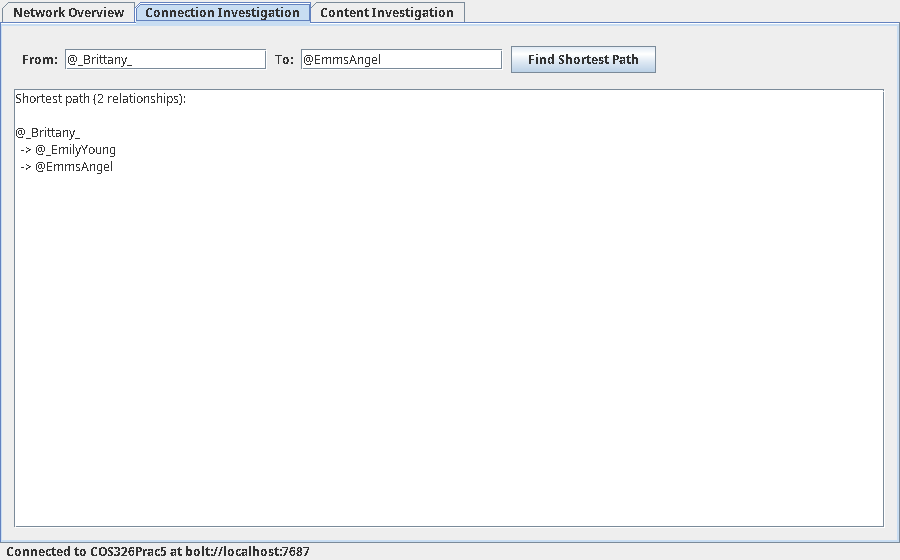 Network Overview Connection Investigation Content Investigation
From: @_Brittany_ To: @EmmsAngel Find Shortest Path
Shortest path (2 relationships):
@_Brittany_
-> @_EmilyYoung
-> @EmmsAngel
Connected to COS326Prac5 at bolt://localhost:7687